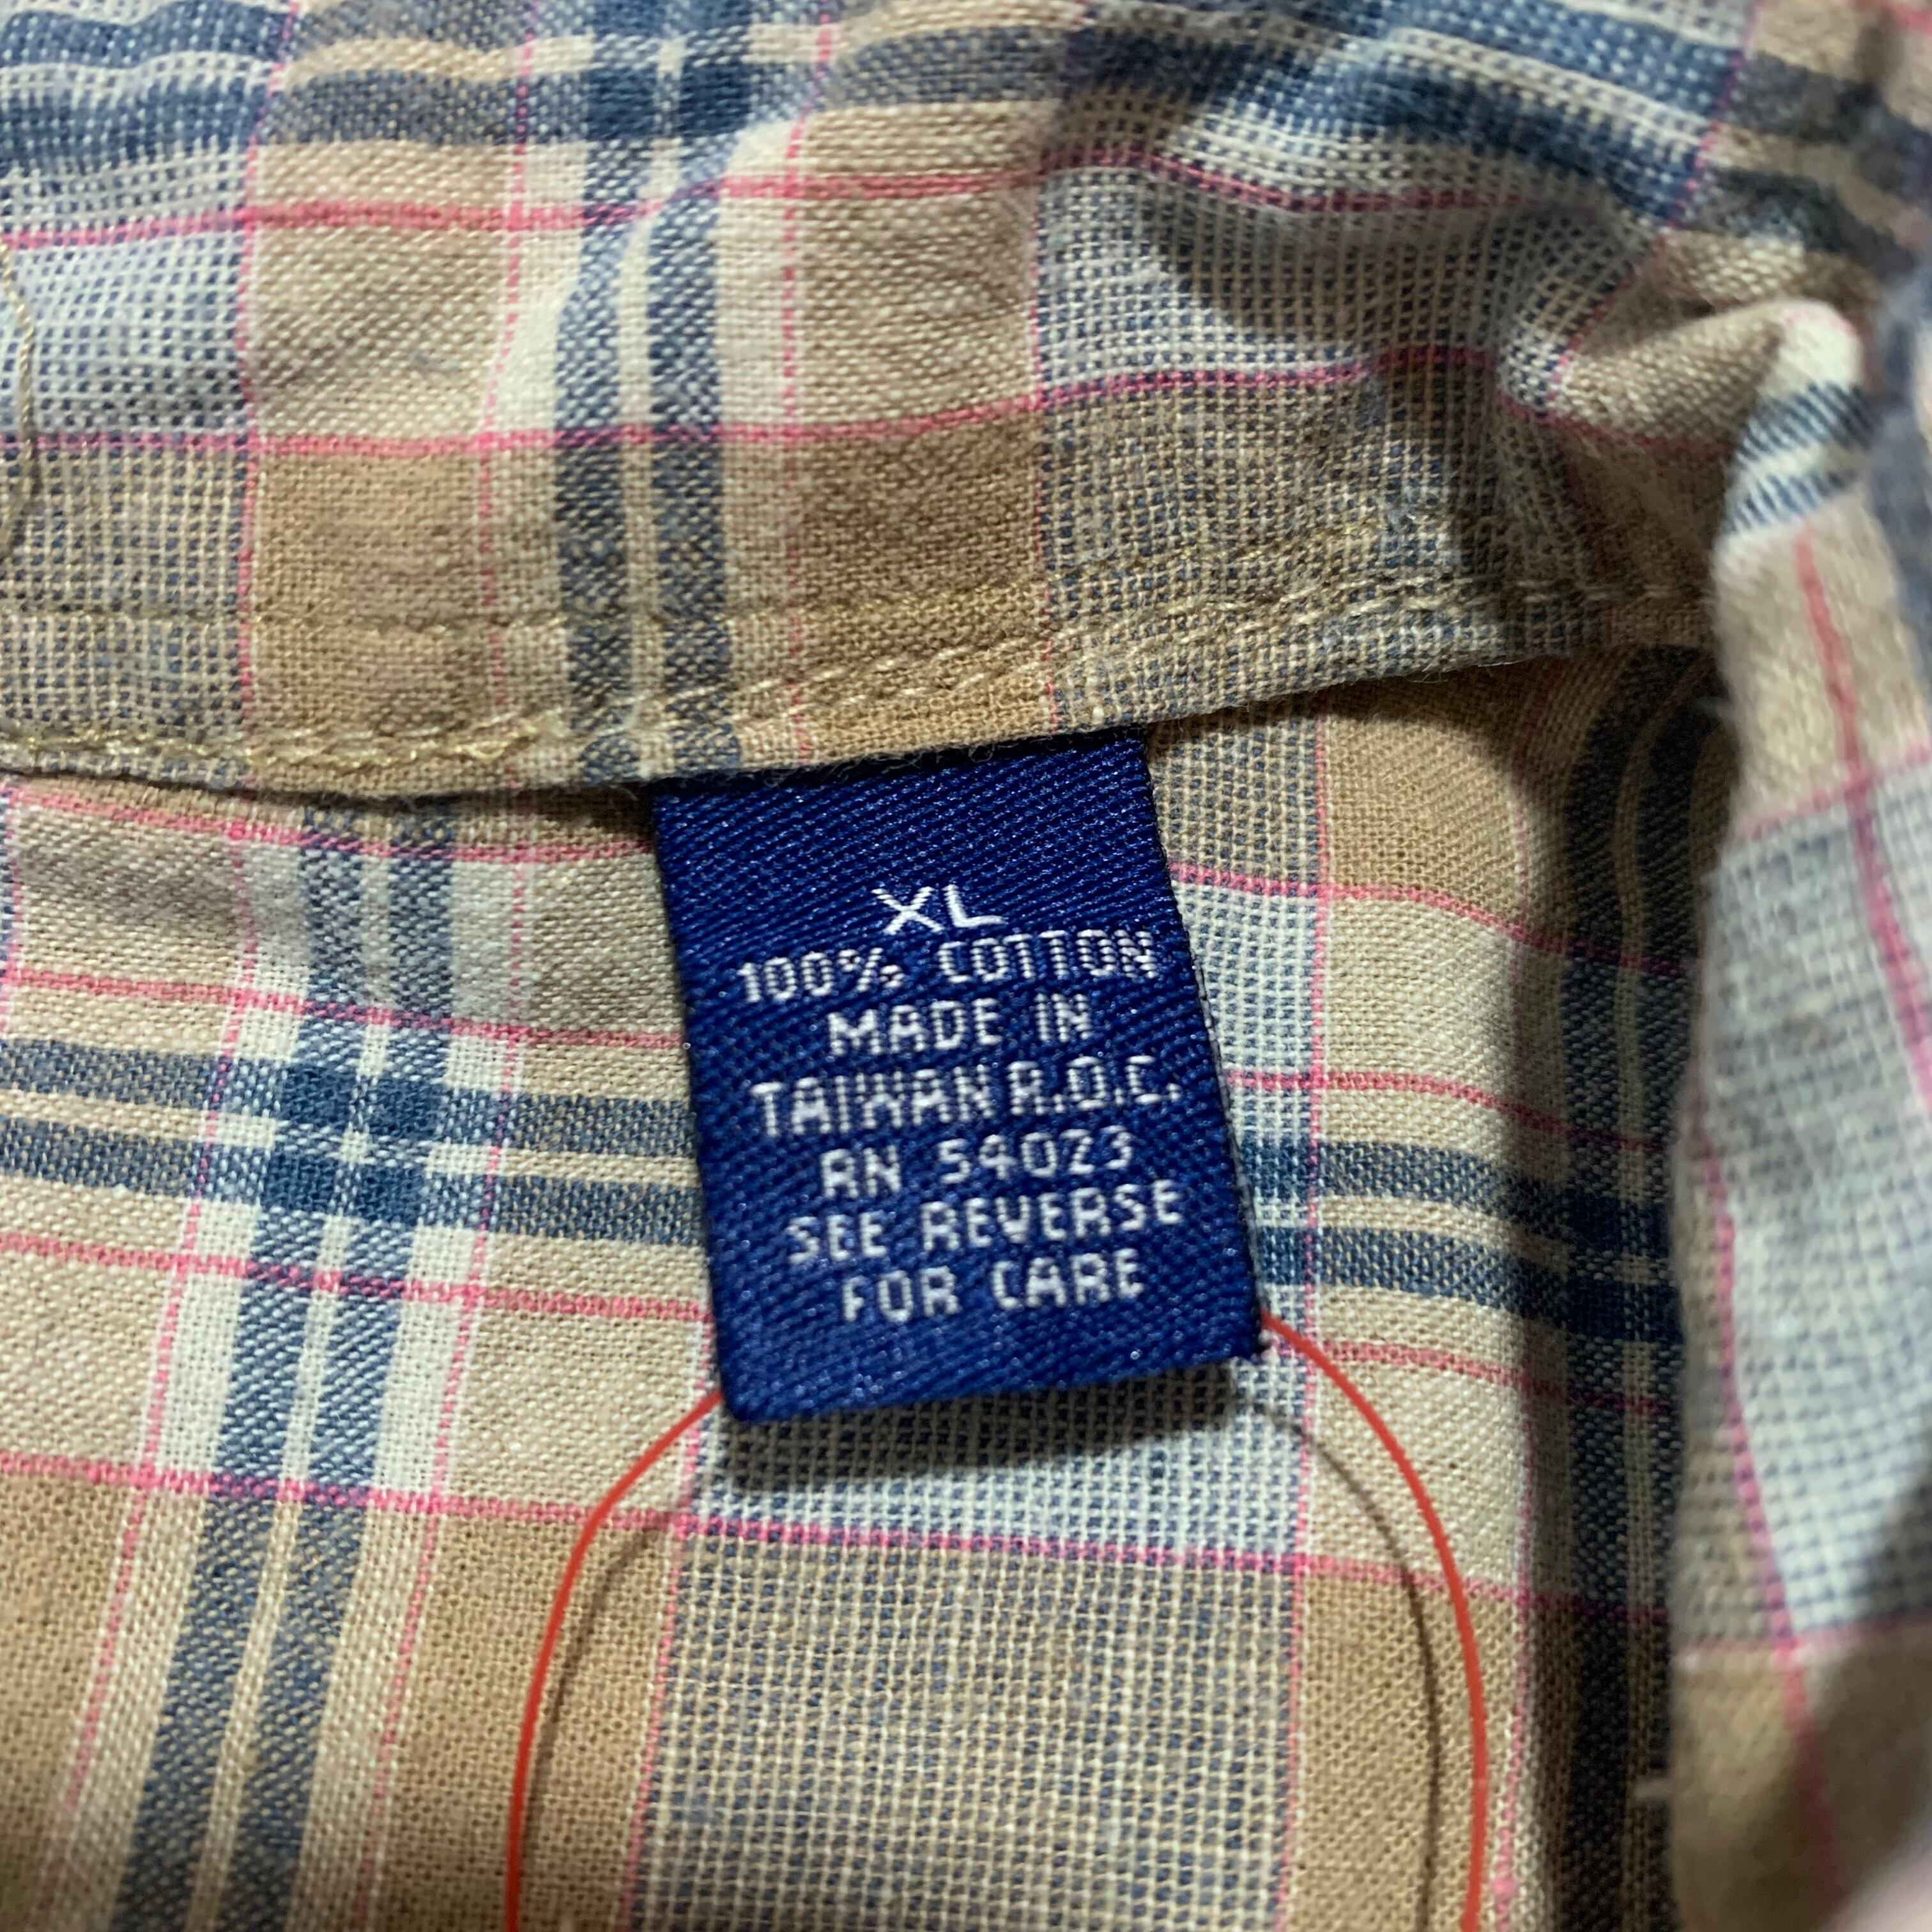 XL
100% COTTON
MADE IN
TAIWAN R.O.C.
RN 54023
SEE REVERSE
FOR CARE